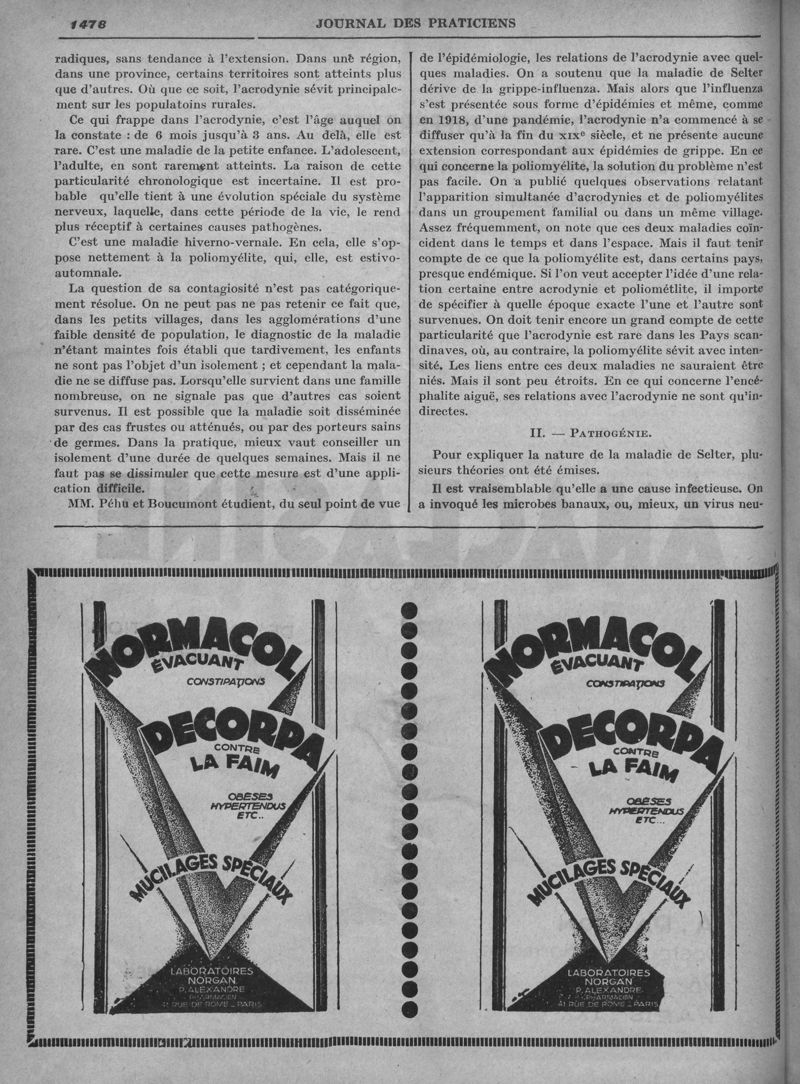 1478
JOURNAL DES PRATICIENS
radiques, sans tendance à l'extension. Dans une région,
dans une province, certains territoires sont atteints plus
que d'autres. Où que ce soit, l'acrodynie sévit principale-
ment sur les populatoins rurales.
Ce qui frappe dans l'acrodynie, c'est l'âge auquel on
la constate : de 6 mois jusqu'à 3 ans. Au delà, elle est
rare. C'est une maladie de la petite enfance. L'adolescent,
l'adulte, en sont rarement atteints. La raison de cette
particularité chronologique est incertaine. Il est pro-
bable qu'elle tient à une évolution spéciale du système
nerveux, laquelle, dans cette période de la vie, le rend
plus réceptif à certaines causes pathogènes.
C'est une maladie hiverno-vernale. En cela, elle s'op-
pose nettement à la poliomyélite, qui, elle, est estivo-
automnale.
La question de sa contagiosité n'est pas catégorique-
ment résolue. On ne peut pas ne pas retenir ce fait que,
dans les petits villages, dans les agglomérations d'une
faible densité de population, le diagnostic de la maladie
n'étant maintes fois établi que tardivement, les enfants
ne sont pas l'objet d'un isolement ; et cependant la mala-
die ne se diffuse pas. Lorsqu'elle survient dans une famille
nombreuse, on ne signale pas que d'autres cas soient
survenus. Il est possible que la maladie soit disséminée
par des cas frustes ou atténués, ou par des porteurs sains
de germes. Dans la pratique, mieux vaut conseiller un
isolement d'une durée de quelques semaines. Mais il ne
faut pas se dissimuler que cette mesure est d'une appli-
cation difficile.
MM. Péhu et Boucumont étudient, du seul point de vue
de l'épidémiologie, les relations de l'acrodynie avec quel-
ques maladies. On a soutenu que la maladie de Selter
dérive de la grippe-influenza. Mais alors que l'influenza
s'est présentée sous forme d'épidémies et même, comme
en 1918, d'une pandémie, l'acrodynie n'a commencé à se
diffuser qu'à la fin du XIXe siècle, et ne présente aucune
extension correspondant aux épidémies de grippe. En ce
qui concerne la poliomyélite, la solution du problème n'est
pas facile. On a publié quelques observations relatant
l'apparition simultanée d'acrodynies et de poliomyélites
dans un groupement familial ou dans un même village.
Assez fréquemment, on note que ces deux maladies coïn-
cident dans le temps et dans l'espace. Mais il faut tenir
compte de ce que la poliomyélite est, dans certains pays,
presque endémique. Si l'on veut accepter l'idée d'une rela-
tion certaine entre acrodynie et poliométlite, il importe
de spécifier à quelle époque exacte l'une et l'autre sont
survenues. On doit tenir encore un grand compte de cette
particularité que l'acrodynie est rare dans les Pays scan-
dinaves, où, au contraire, la poliomyélite sévit avec inten-
sité. Les liens entre ces deux maladies ne sauraient être
niés. Mais il sont peu étroits. En ce qui concerne l'encé-
phalite aiguë, ses relations avec l'acrodynie ne sont qu'in-
directes.
II. — PATHOGÉNIE.
Pour expliquer la nature de la maladie de Selter, plu-
sieurs théories ont été émises.
Il est vraisemblable qu'elle a une cause infectieuse. On
a invoqué les microbes banaux, ou, mieux, un virus neu-
NORMACOL
ÉVACUANT
CONSTIPATIONS
DECORPA
CONTRE
LA FAIM
OBÈSES
HYPERTENDUS
ETC..
MUCILAGES SPÉCIAUX
LABORATOIRES
NORGAN
P. ALEXANDRE
PHARMACIEN
41 RUE DE ROME _ PARIS
NORMACOL
ÉVACUANT
CONSTIPATIONS
DECORPA
CONTRE
LA FAIM
OBÈSES
HYPERTENDUS
ETC...
MUCILAGES SPÉCIAUX
LABORATOIRES
NORGAN
P. ALEXANDRE
PHARMACIEN
41 RUE DE ROME _ PARIS